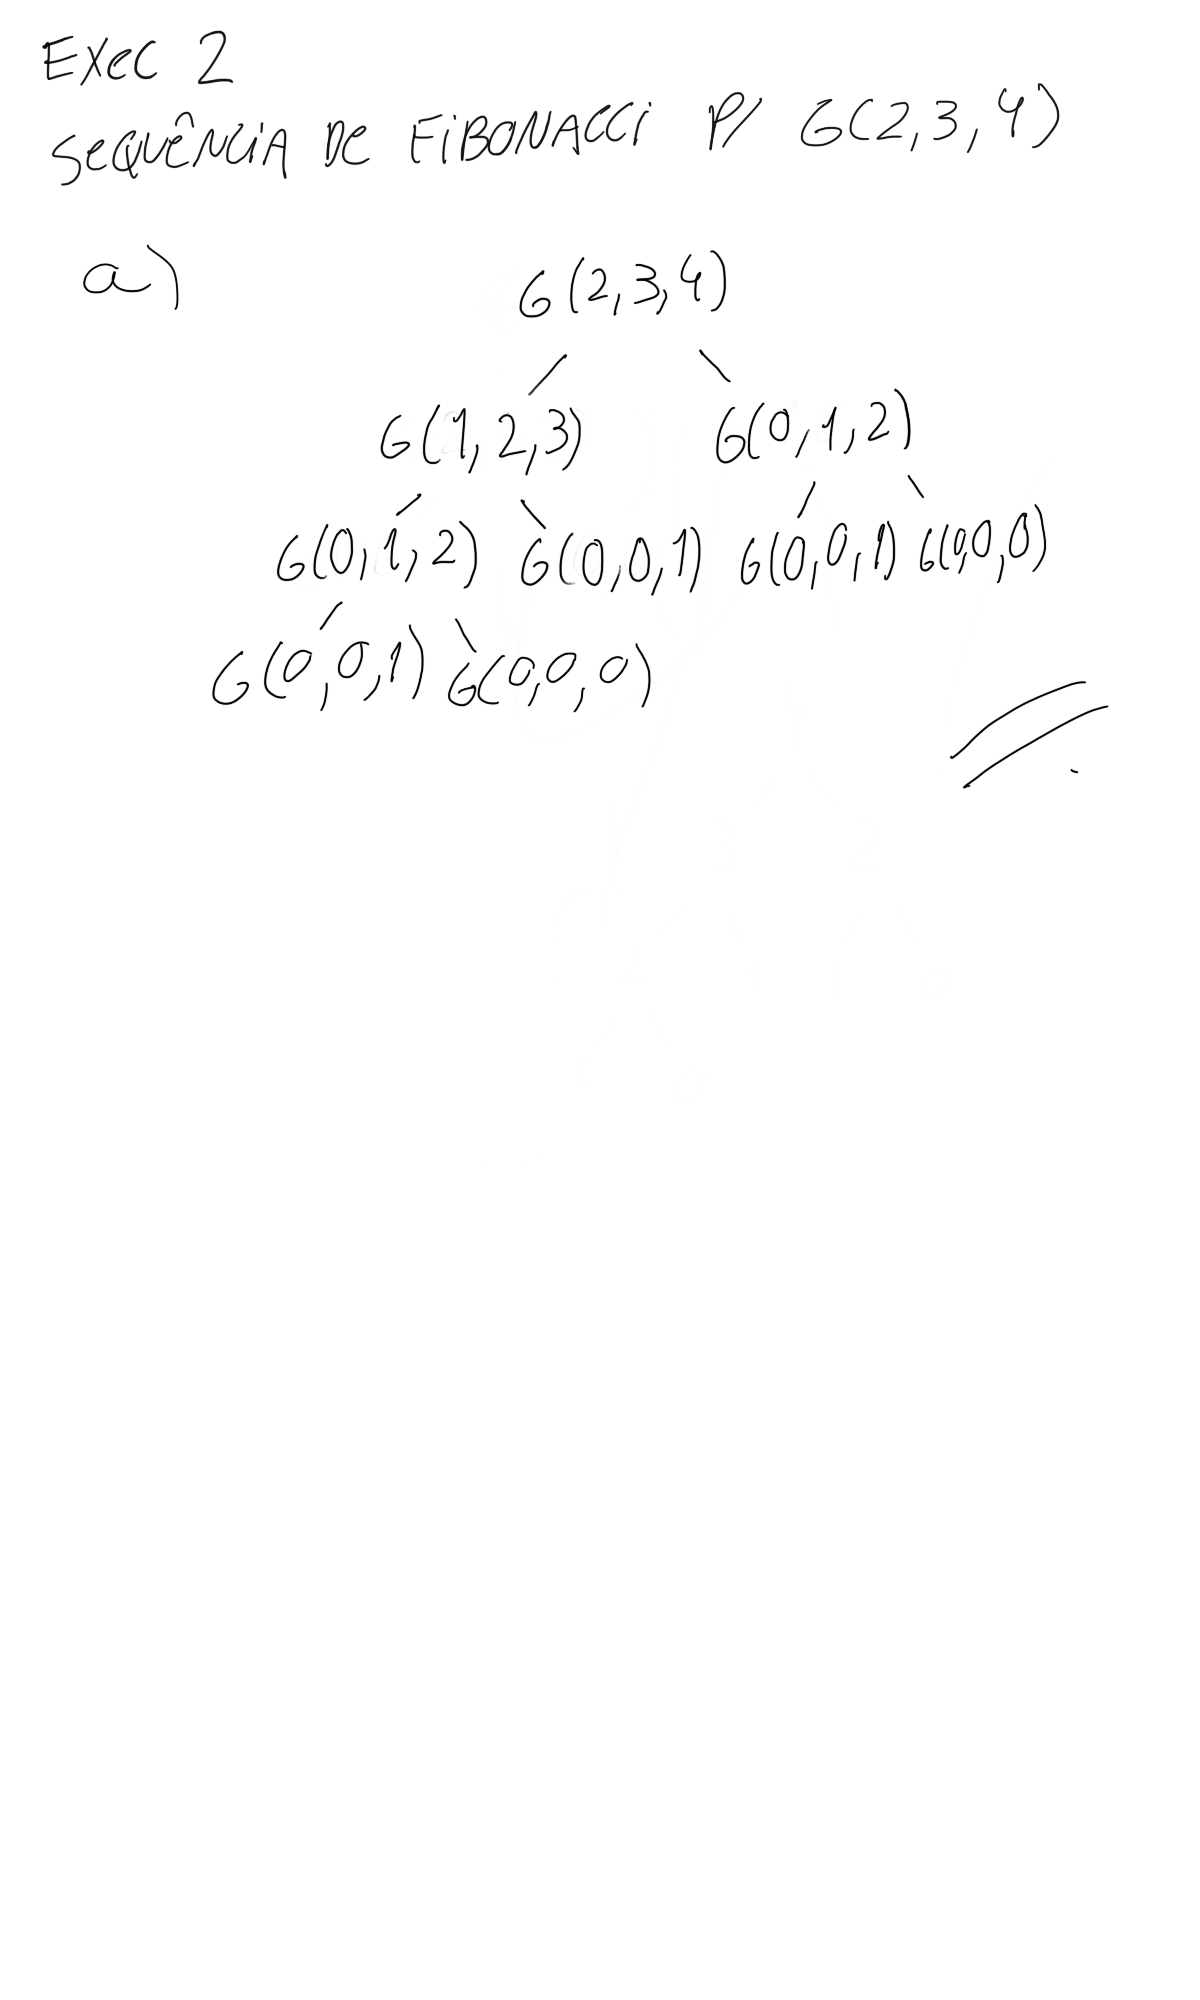 Exec 2
SEQUÊNCIA DE FIBONACCI P/ G(2,3,4)
a) G(2,3,4)
G(1,2,3) G(0,1,2)
G(0,1,2) G(0,0,1) G(0,0,1) G(0,0,0)
G(0,0,1) G(0,0,0)